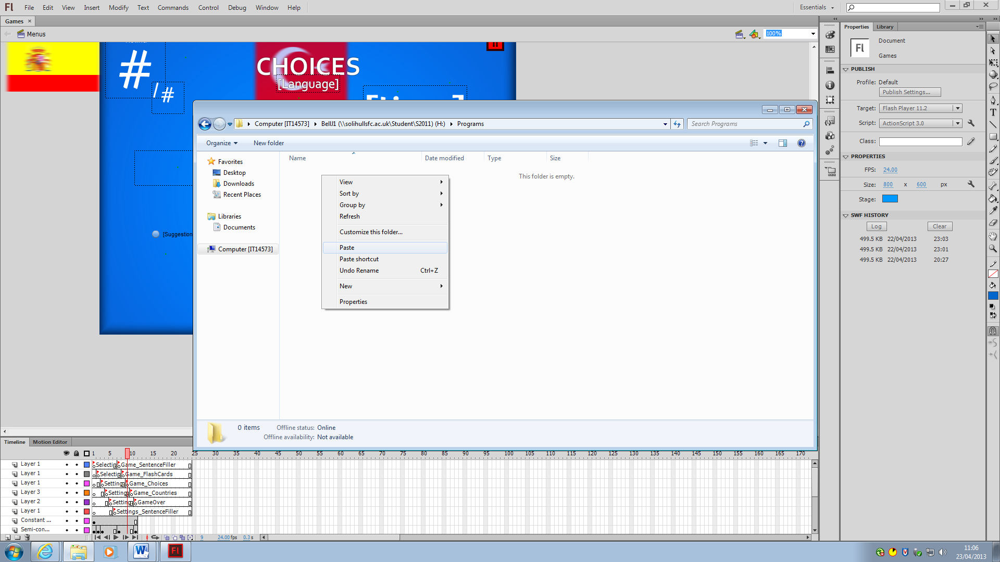 Fl File Edit View Insert Modify Text Commands Control Debug Window Help Essentials
Games
Menus
100%
#
/#
CHOICES
[Language]
[Suggestion
Computer [IT14573] BellJ1 (\\solihullsfc.ac.uk\Student\S2011) (H:) Programs
Search Programs
Organize New folder
Name Date modified Type Size
This folder is empty.
Favorites
Desktop
Downloads
Recent Places
Libraries
Documents
Computer [IT14573]
View
Sort by
Group by
Refresh
Customize this folder...
Paste
Paste shortcut
Undo Rename Ctrl+Z
New
Properties
0 items Offline status: Online
Offline availability: Not available
Properties Library
Fl
Document
Games
PUBLISH
Profile: Default
Publish Settings...
Target: Flash Player 11.2
Script: ActionScript 3.0
Class:
PROPERTIES
FPS: 24.00
Size: 800 x 600 px
Stage:
SWF HISTORY
Log Clear
499.5 KB 22/04/2013 23:03
499.5 KB 22/04/2013 23:01
499.5 KB 22/04/2013 20:27
T
Timeline Motion Editor
1 5 10 15 20 25 30 35 40 45 50 55 60 65 70 75 80 85 90 95 100 105 110 115 120 125 130 135 140 145 150 155 160 165 170
Layer 1 Selectio Game_SentenceFiller
Layer 1 Selectio Game_FlashCards
Layer 1 Setting Game_Choices
Layer 3 Setting Game_Countries
Layer 2 Setting GameOver
Layer 1 Settings_SentenceFiller
Constant ...
Semi-con...
9 24.00 fps 0.3 s
W
Fl
11:06
23/04/2013